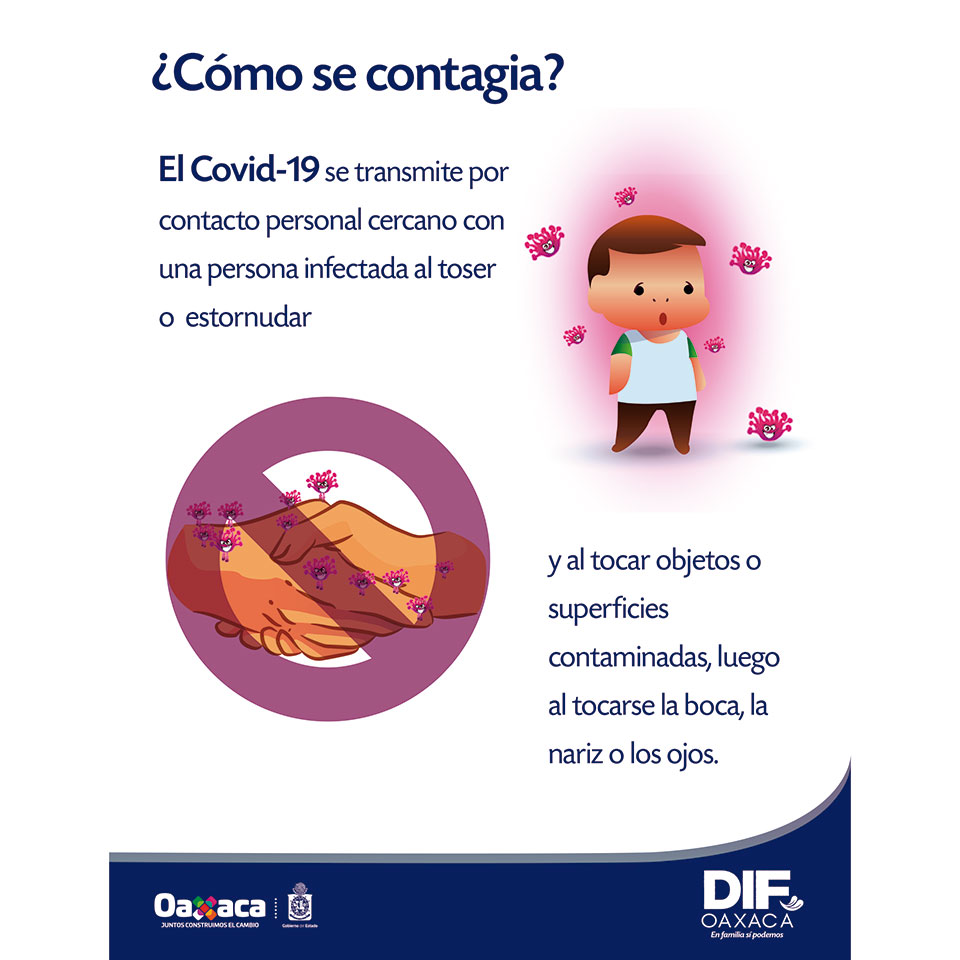 ¿Cómo se contagia?
El Covid-19 se transmite por
contacto personal cercano con
una persona infectada al toser
o estornudar
y al tocar objetos o
superficies
contaminadas, luego
al tocarse la boca, la
nariz o los ojos.
Oaxaca
JUNTOS CONSTRUIMOS EL CAMBIO
Gobierno del Estado
DIF
OAXACA
En familia sí podemos